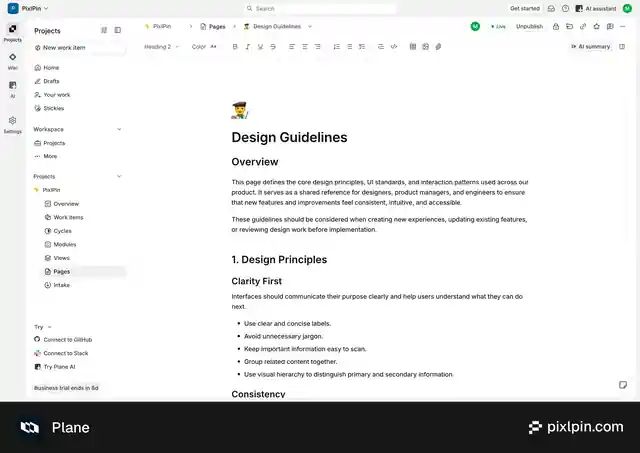 PixlPin
Search
Get started
AI assistant
M
Projects
Wiki
AI
Settings
Projects
New work item
Home
Drafts
Your work
Stickies
Workspace
Projects
More
Projects
PixlPin
Overview
Work items
Cycles
Modules
Views
Pages
Intake
Try
Connect to GitHub
Connect to Slack
Try Plane AI
Business trial ends in 8d
PixlPin > Pages > Design Guidelines
M
Live
Unpublish
Heading 2
Color
AI summary
Design Guidelines
Overview
This page defines the core design principles, UI standards, and interaction patterns used across our
product. It serves as a shared reference for designers, product managers, and engineers to ensure
that new features and improvements feel consistent, intuitive, and accessible.
These guidelines should be considered when creating new experiences, updating existing features,
or reviewing design work before implementation.
1. Design Principles
Clarity First
Interfaces should communicate their purpose clearly and help users understand what they can do
next.
• Use clear and concise labels.
• Avoid unnecessary jargon.
• Keep important information easy to scan.
• Group related content together.
• Use visual hierarchy to distinguish primary and secondary information
Consistency
Plane
pixlpin.com